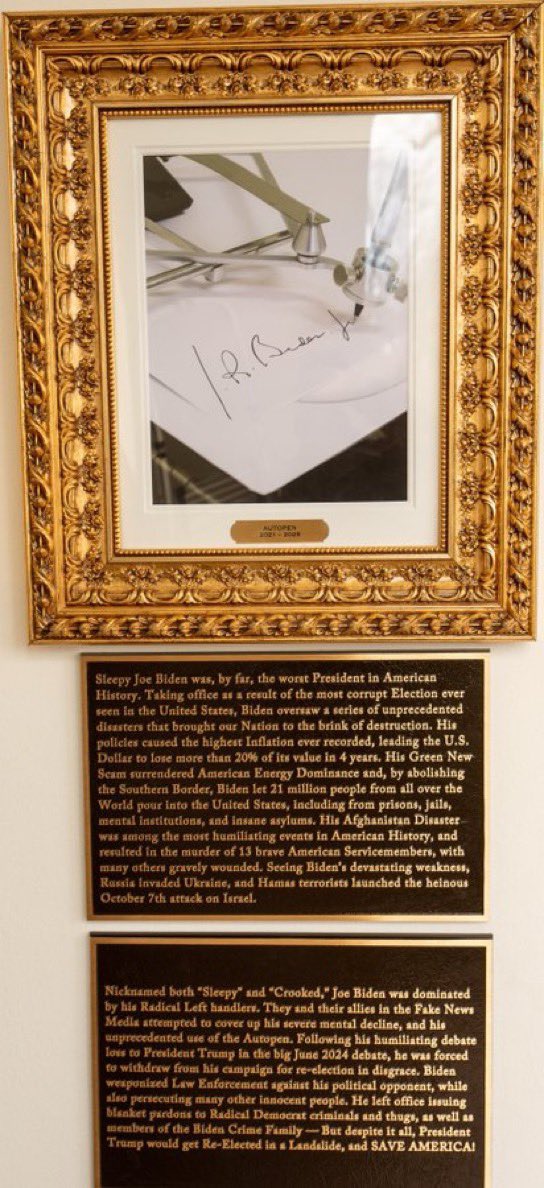 J. R. Biden Jr
AUTOPEN
2021 - 2025
Sleepy Joe Biden was, by far, the worst President in American
History. Taking office as a result of the most corrupt Election ever
seen in the United States, Biden oversaw a series of unprecedented
disasters that brought our Nation to the brink of destruction. His
policies caused the highest Inflation ever recorded, leading the U.S.
Dollar to lose more than 20% of its value in 4 years. His Green New
Scam surrendered American Energy Dominance and, by abolishing
the Southern Border, Biden let 21 million people from all over the
World pour into the United States, including from prisons, jails,
mental institutions, and insane asylums. His Afghanistan Disaster
was among the most humiliating events in American History, and
resulted in the murder of 13 brave American Servicemembers, with
many others gravely wounded. Seeing Biden's devastating weakness,
Russia invaded Ukraine, and Hamas terrorists launched the heinous
October 7th attack on Israel.
Nicknamed both "Sleepy" and "Crooked," Joe Biden was dominated
by his Radical Left handlers. They and their allies in the Fake News
Media attempted to cover up his severe mental decline, and his
unprecedented use of the Autopen. Following his humiliating debate
loss to President Trump in the big June 2024 debate, he was forced
to withdraw from his campaign for re-election in disgrace. Biden
weaponized Law Enforcement against his political opponent, while
also persecuting many other innocent people. He left office issuing
blanket pardons to Radical Democrat criminals and thugs, as well as
members of the Biden Crime Family — But despite it all, President
Trump would get Re-Elected in a Landslide, and SAVE AMERICA!